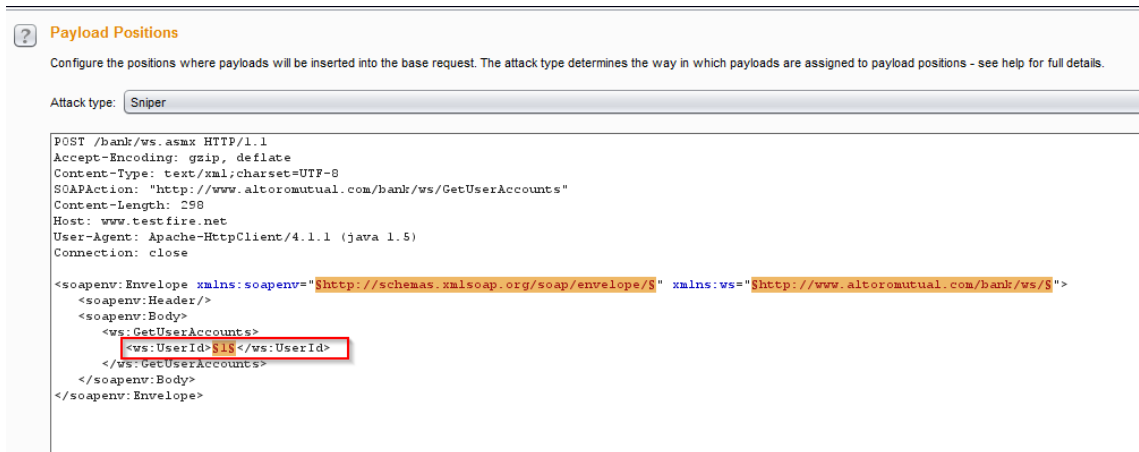 ?
Payload Positions
Configure the positions where payloads will be inserted into the base request. The attack type determines the way in which payloads are assigned to payload positions - see help for full details.
Attack type: Sniper
POST /bank/ws.asmx HTTP/1.1
Accept-Encoding: gzip, deflate
Content-Type: text/xml;charset=UTF-8
SOAPAction: "http://www.altoromutual.com/bank/ws/GetUserAccounts"
Content-Length: 298
Host: www.testfire.net
User-Agent: Apache-HttpClient/4.1.1 (java 1.5)
Connection: close
<soapenv:Envelope xmlns:soapenv="§http://schemas.xmlsoap.org/soap/envelope/§" xmlns:ws="§http://www.altoromutual.com/bank/ws/§">
<soapenv:Header/>
<soapenv:Body>
<ws:GetUserAccounts>
<ws:UserId>§1§</ws:UserId>
</ws:GetUserAccounts>
</soapenv:Body>
</soapenv:Envelope>